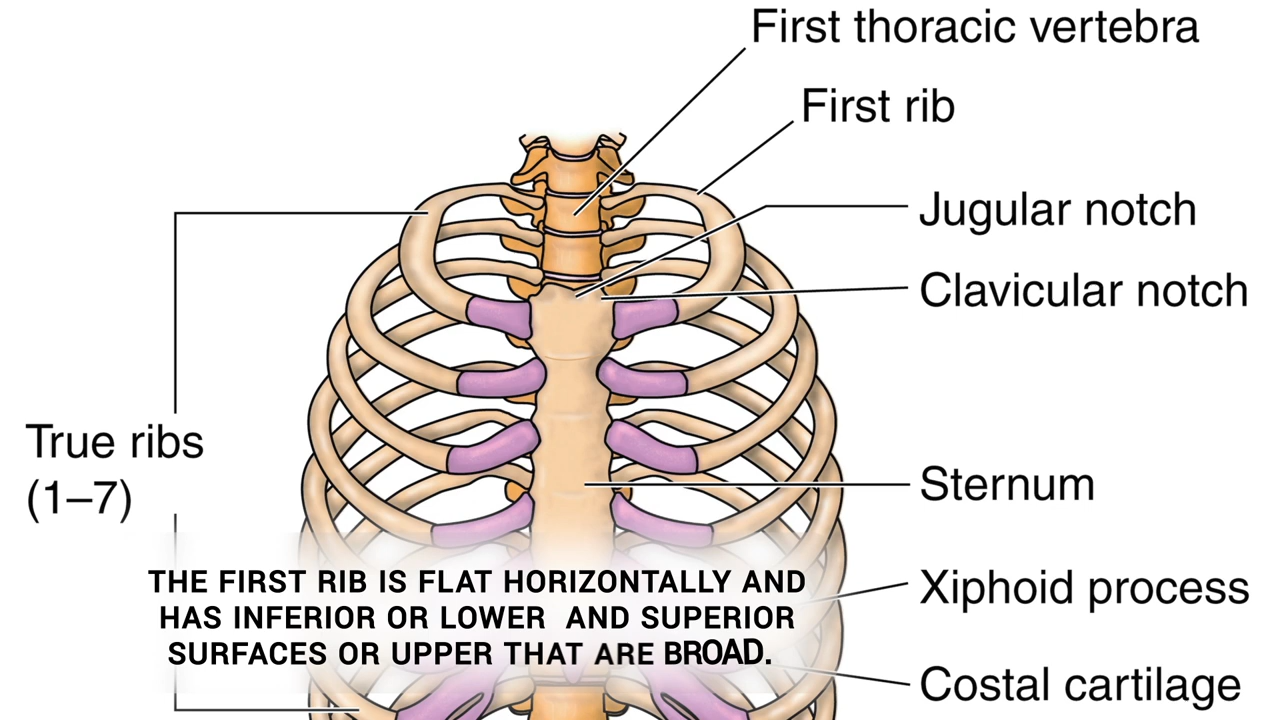 First thoracic vertebra
First rib
Jugular notch
Clavicular notch
True ribs
(1–7)
Sternum
THE FIRST RIB IS FLAT HORIZONTALLY AND
HAS INFERIOR OR LOWER AND SUPERIOR
SURFACES OR UPPER THAT ARE BROAD.
Xiphoid process
Costal cartilage